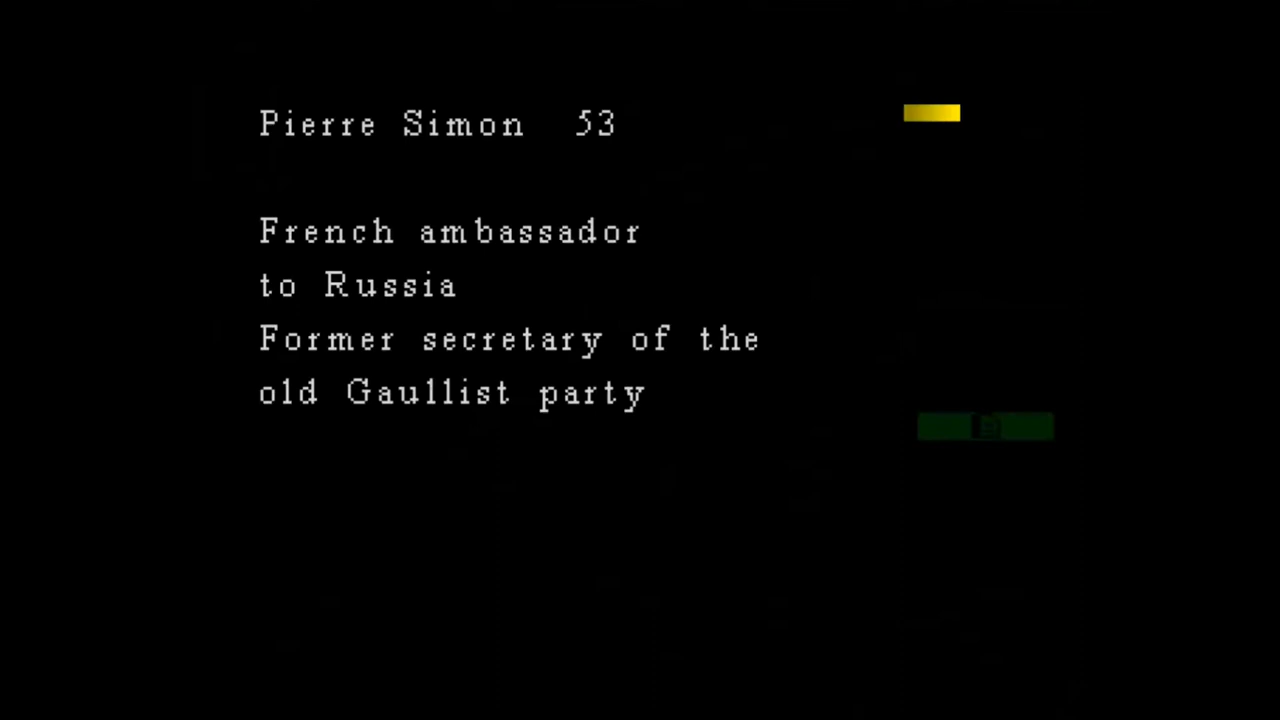 Pierre Simon 53
French ambassador
to Russia
Former secretary of the
old Gaullist party